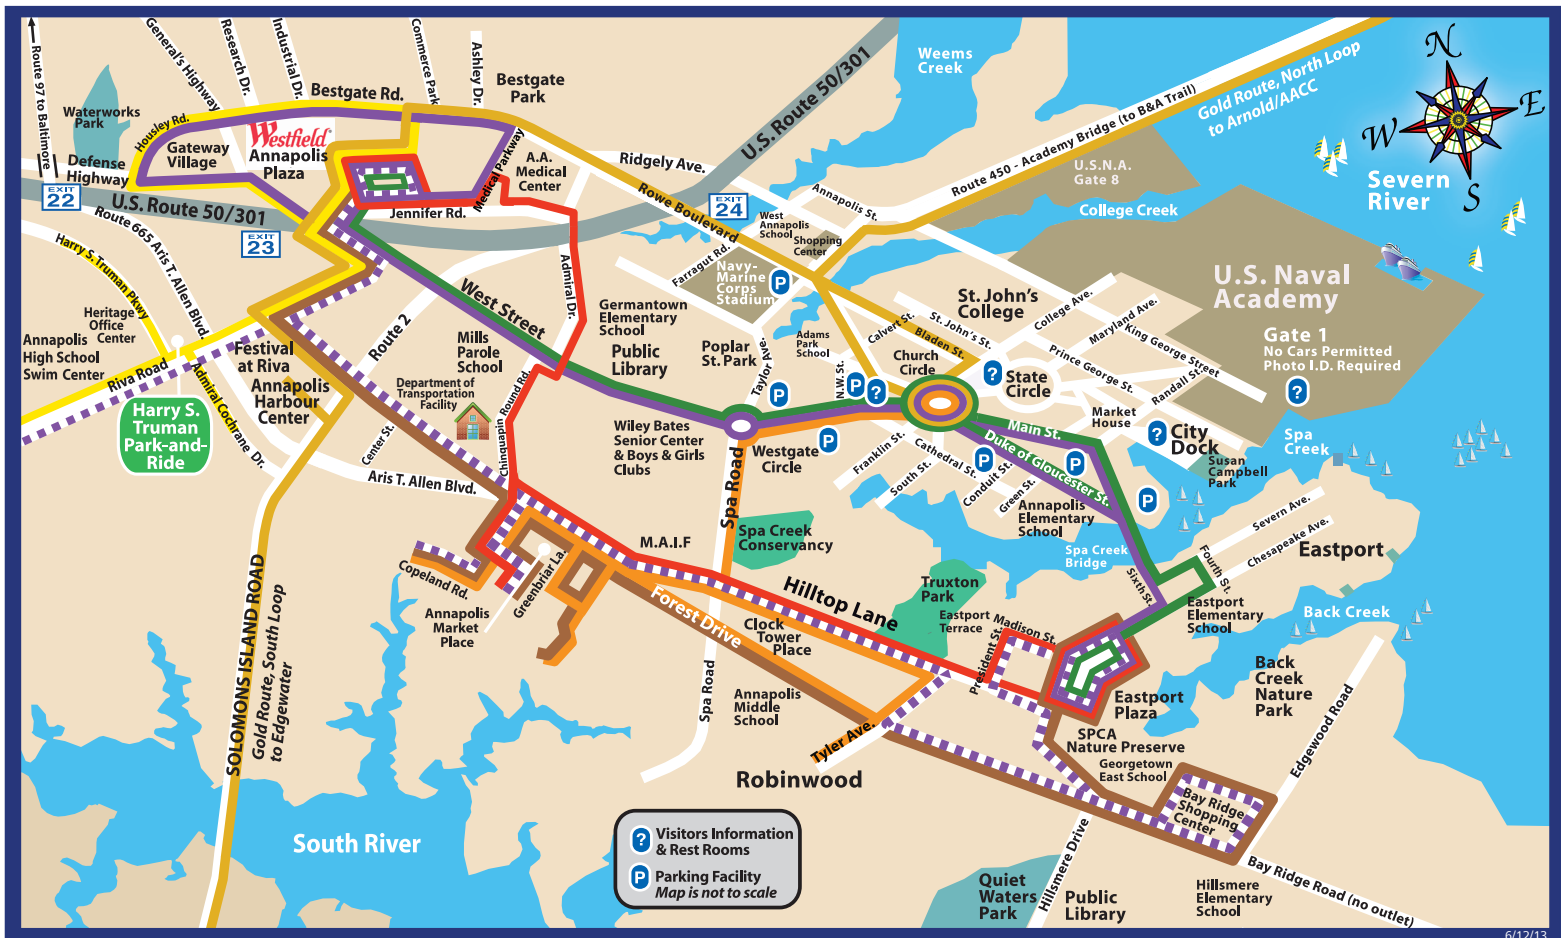 Route 97 to Baltimore
General's Highway
Research Dr.
Industrial Dr.
Commerce Park
Ashley Dr.
Bestgate
Park
Bestgate Rd.
Waterworks
Park
Housley Rd.
Gateway
Village
Westfield
Annapolis
Plaza
Defense
Highway
EXIT
22
U.S. Route 50/301
EXIT
23
Jennifer Rd.
Medical Parkway
A.A.
Medical
Center
Ridgely Ave.
U.S. Route 50/301
Weems
Creek
Rowe Boulevard
EXIT
24
Annapolis St.
West
Annapolis
School
Shopping
Center
Farragut Rd.
Navy-
Marine
Corps
Stadium
P
Route 450 - Academy Bridge (to B&A Trail)
Gold Route, North Loop
to Arnold/AACC
U.S.N.A.
Gate 8
College Creek
N
E
W
S
Severn
River
U.S. Naval
Academy
Gate 1
No Cars Permitted
Photo I.D. Required
?
Route 665 Aris T. Allen Blvd.
Harry S. Truman Pkwy
Heritage
Office
Center
Annapolis
High School
Swim Center
Riva Road
Harry S.
Truman
Park-and-
Ride
Admiral Cochrane Dr.
Festival
at Riva
Annapolis
Harbour
Center
Route 2
West Street
Admiral Dr.
Mills
Parole
School
Department of
Transportation
Facility
Chinquapin Round Rd.
Center St.
Aris T. Allen Blvd.
Germantown
Elementary
School
Public
Library
Poplar
St. Park
Taylor Ave.
P
Adams
Park
School
N.W. St.
P
?
Calvert St.
Bladen St.
St. John's St.
St. John's
College
College Ave.
Maryland Ave.
King George Street
Prince George St.
Randall St.
Church
Circle
?
State
Circle
Market
House
?
City
Dock
Susan
Campbell
Park
Spa
Creek
Main St.
Duke of Gloucester St.
P
P
P
Wiley Bates
Senior Center
& Boys & Girls
Clubs
Westgate
Circle
P
Franklin St.
South St.
Cathedral St.
Conduit St.
Green St.
Annapolis
Elementary
School
Spa Creek
Bridge
Severn Ave.
Chesapeake Ave.
Eastport
Fourth St.
Sixth St.
Eastport
Elementary
School
Back Creek
Spa Road
Spa Creek
Conservancy
M.A.I.F
Copeland Rd.
Greenbriar La.
Annapolis
Market
Place
Forest Drive
Hilltop Lane
Clock
Tower
Place
Truxton
Park
Eastport
Terrace
President St.
Madison St.
Eastport
Plaza
Back
Creek
Nature
Park
Edgewood Road
SOLOMONS ISLAND ROAD
Gold Route, South Loop
to Edgewater
Spa Road
Annapolis
Middle
School
Tyler Ave.
Robinwood
SPCA
Nature Preserve
Georgetown
East School
Bay Ridge
Shopping
Center
Hillsmere Drive
Bay Ridge Road (no outlet)
Quiet
Waters
Park
Public
Library
Hillsmere
Elementary
School
South River
? Visitors Information
& Rest Rooms
P Parking Facility
Map is not to scale
6/12/13